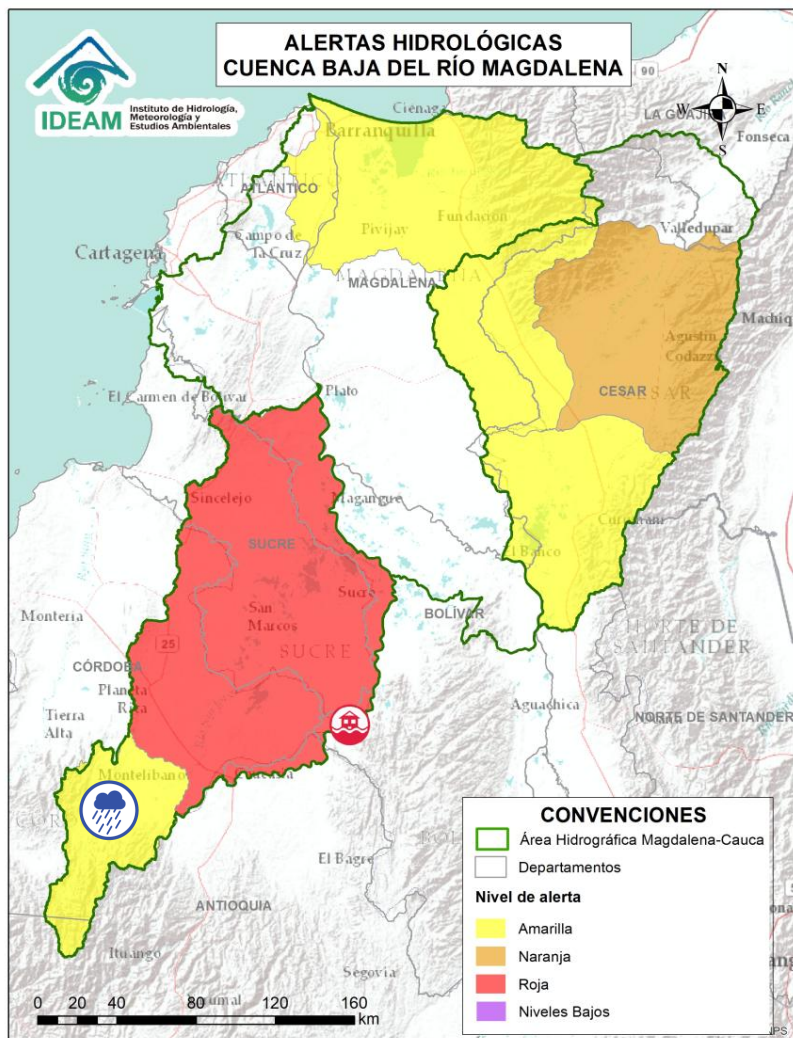 ALERTAS HIDROLÓGICAS
CUENCA BAJA DEL RÍO MAGDALENA
IDEAM
Instituto de Hidrología,
Meteorología y
Estudios Ambientales
N
W
E
S
90
Ciénaga
LA GUAJIRA
Barranquilla
Fonseca
ATLÁNTICO
Fundación
Pivijay
Valledupar
Cartagena
Campo de
la Cruz
MAGDALENA
MAGDALENA
Agustín
Codazzi
CESAR
El Carmen de Bolívar
Plato
Sincelejo
Magangue
SUCRE
El Banco
San
Marcos
Sucre
BOLÍVAR
Montería
SUCRE
NORTE DE
SANTANDER
25
CÓRDOBA
Planeta
Rica
Aguachica
Tierra
Alta
NORTE DE SANTANDER
Montelibano
El Bagre
ANTIOQUIA
Ituango
Segovia
CONVENCIONES
Área Hidrográfica Magdalena-Cauca
Departamentos
Nivel de alerta
Amarilla
Naranja
Roja
Niveles Bajos
0 20 40 80 120 160
km